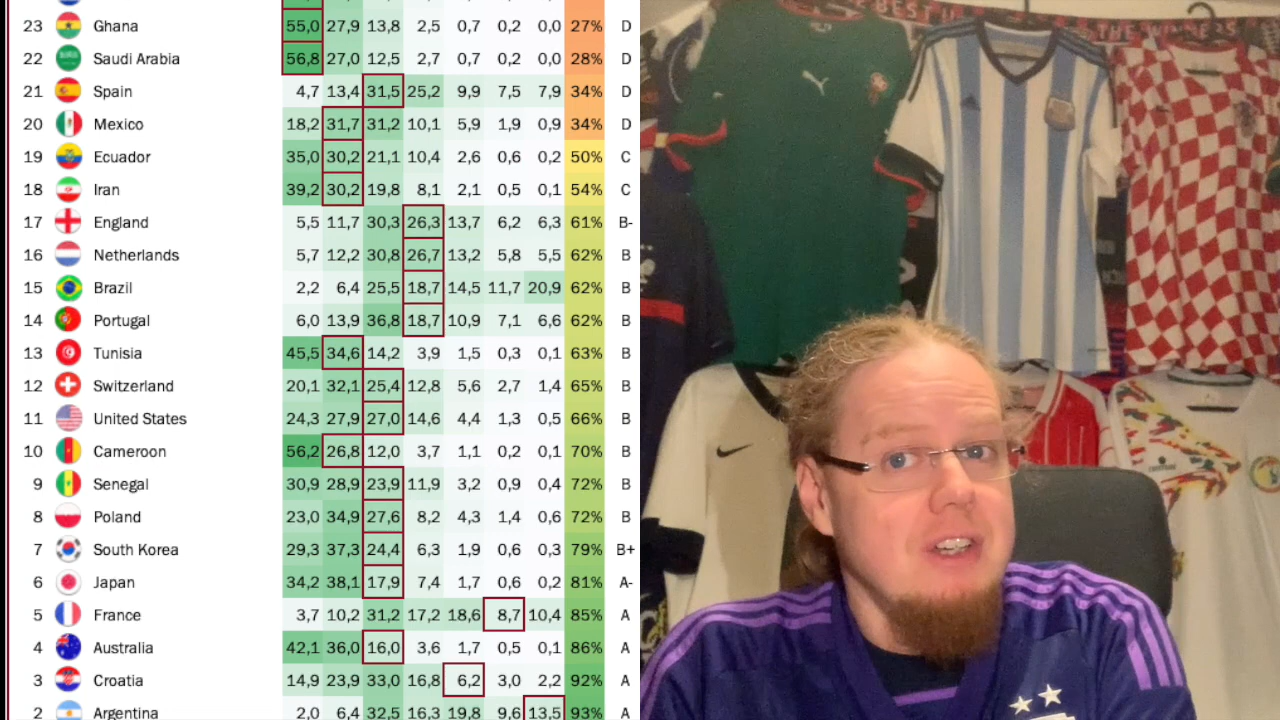 23 Ghana 55,0 27,9 13,8 2,5 0,7 0,2 0,0 27% D
22 Saudi Arabia 56,8 27,0 12,5 2,7 0,7 0,2 0,0 28% D
21 Spain 4,7 13,4 31,5 25,2 9,9 7,5 7,9 34% D
20 Mexico 18,2 31,7 31,2 10,1 5,9 1,9 0,9 34% D
19 Ecuador 35,0 30,2 21,1 10,4 2,6 0,6 0,2 50% C
18 Iran 39,2 30,2 19,8 8,1 2,1 0,5 0,1 54% C
17 England 5,5 11,7 30,3 26,3 13,7 6,2 6,3 61% B-
16 Netherlands 5,7 12,2 30,8 26,7 13,2 5,8 5,5 62% B
15 Brazil 2,2 6,4 25,5 18,7 14,5 11,7 20,9 62% B
14 Portugal 6,0 13,9 36,8 18,7 10,9 7,1 6,6 62% B
13 Tunisia 45,5 34,6 14,2 3,9 1,5 0,3 0,1 63% B
12 Switzerland 20,1 32,1 25,4 12,8 5,6 2,7 1,4 65% B
11 United States 24,3 27,9 27,0 14,6 4,4 1,3 0,5 66% B
10 Cameroon 56,2 26,8 12,0 3,7 1,1 0,2 0,1 70% B
9 Senegal 30,9 28,9 23,9 11,9 3,2 0,9 0,4 72% B
8 Poland 23,0 34,9 27,6 8,2 4,3 1,4 0,6 72% B
7 South Korea 29,3 37,3 24,4 6,3 1,9 0,6 0,3 79% B+
6 Japan 34,2 38,1 17,9 7,4 1,7 0,6 0,2 81% A-
5 France 3,7 10,2 31,2 17,2 18,6 8,7 10,4 85% A
4 Australia 42,1 36,0 16,0 3,6 1,7 0,5 0,1 86% A
3 Croatia 14,9 23,9 33,0 16,8 6,2 3,0 2,2 92% A
2 Argentina 2,0 6,4 32,5 16,3 19,8 9,6 13,5 93% A
BEST
THE WINNERS